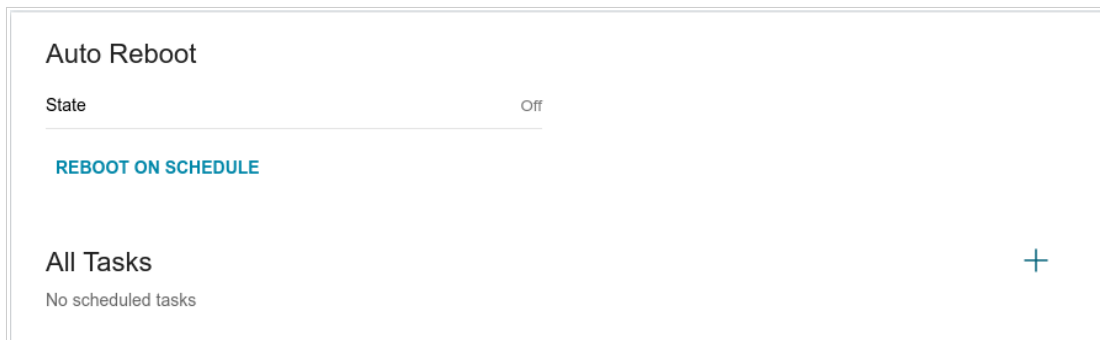 Auto Reboot
State Off
REBOOT ON SCHEDULE
All Tasks
No scheduled tasks